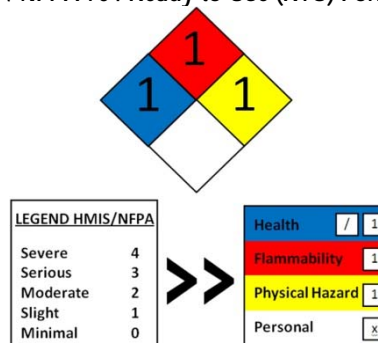 1
1 1
LEGEND HMIS/NFPA
Severe 4
Serious 3
Moderate 2
Slight 1
Minimal 0
>>
Health / 1
Flammability 1
Physical Hazard 1
Personal x